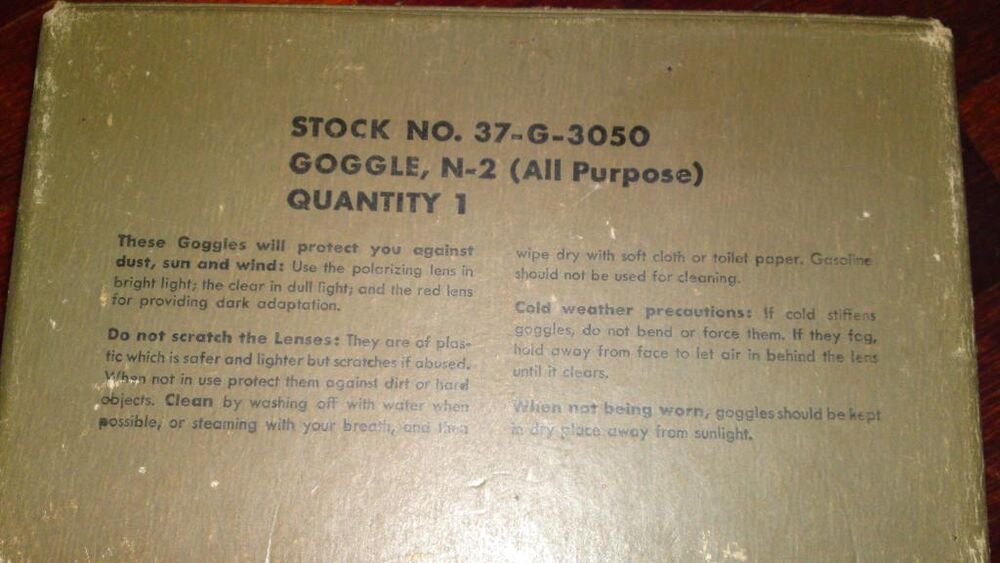 STOCK NO. 37-G-3050
GOGGLE, N-2 (All Purpose)
QUANTITY 1
These Goggles will protect you against
dust, sun and wind: Use the polarizing lens in
bright light; the clear in dull light; and the red lens
for providing dark adaptation.
Do not scratch the Lenses: They are of plas-
tic which is safer and lighter but scratches if abused.
When not in use protect them against dirt or hard
objects. Clean by washing off with water when
possible, or steaming with your breath, and then
wipe dry with soft cloth or toilet paper. Gasoline
should not be used for cleaning.
Cold weather precautions: If cold stiffens
goggles, do not bend or force them. If they fog,
hold away from face to let air in behind the lens
until it clears.
When not being worn, goggles should be kept
in dry place away from sunlight.